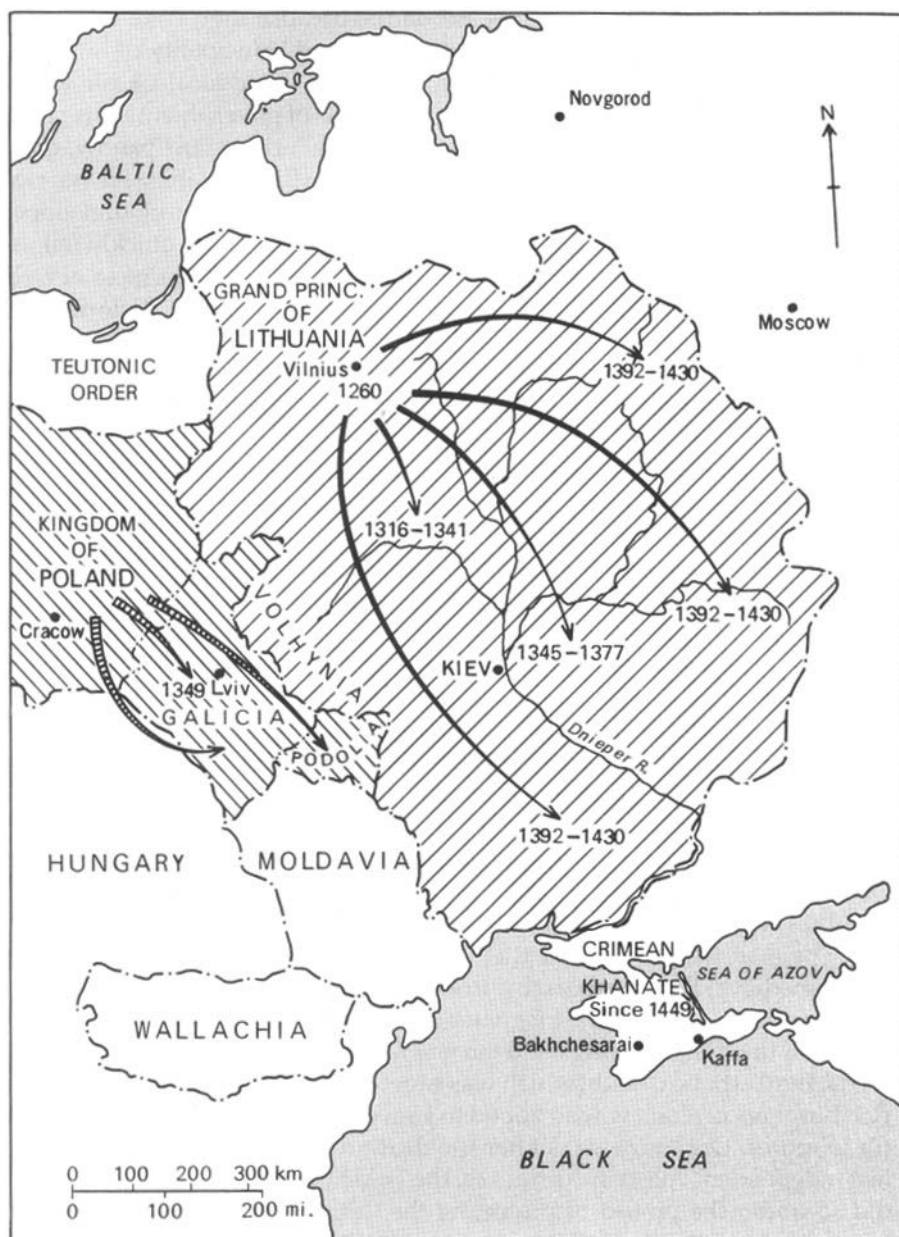 Novgorod
N
BALTIC
SEA
GRAND PRINC.
OF
LITHUANIA
Moscow
Vilnius
1260
1392–1430
TEUTONIC
ORDER
1316–1341
KINGDOM
OF
POLAND
VOLHYNIA
1392–1430
Cracow
1345–1377
KIEV
1349
Lviv
GALICIA
PODOLIA
Dnieper R.
1392–1430
HUNGARY
MOLDAVIA
CRIMEAN
SEA OF AZOV
KHANATE
Since 1449
WALLACHIA
Bakhchesarai
Kaffa
BLACK SEA
0 100 200 300 km
0 100 200 mi.